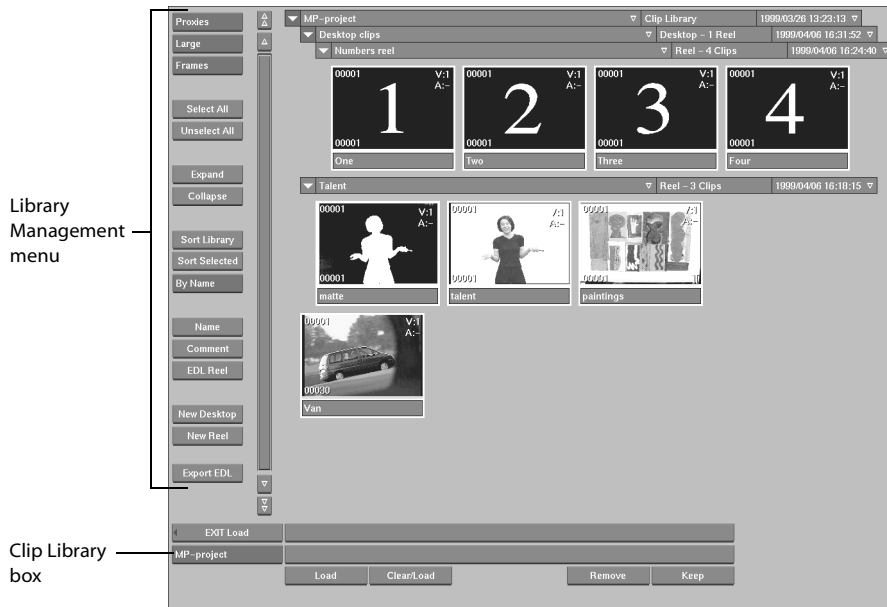 Library
Management
menu
Clip Library
box
Proxies
Large
Frames
Select All
Unselect All
Expand
Collapse
Sort Library
Sort Selected
By Name
Name
Comment
EDL Reel
New Desktop
New Reel
Export EDL
EXIT Load
MP-project
MP-project Clip Library 1999/03/26 13:23:13
Desktop clips Desktop - 1 Reel 1999/04/06 16:31:52
Numbers reel Reel - 4 Clips 1999/04/06 16:24:40
00001 V:1 00001 V:1 00001 V:1 00001 V:1
A:- A:- A:- A:-
1 2 3 4
00001 00001 00001 00001
One Two Three Four
Talent Reel - 3 Clips 1999/04/06 16:18:15
00001 V:1 00001 V:1 00001 V:1
A:- A:- A:-
00001 00001 00001
matte talent paintings
00001 V:1
A:-
00030
Van
Load Clear/Load Remove Keep